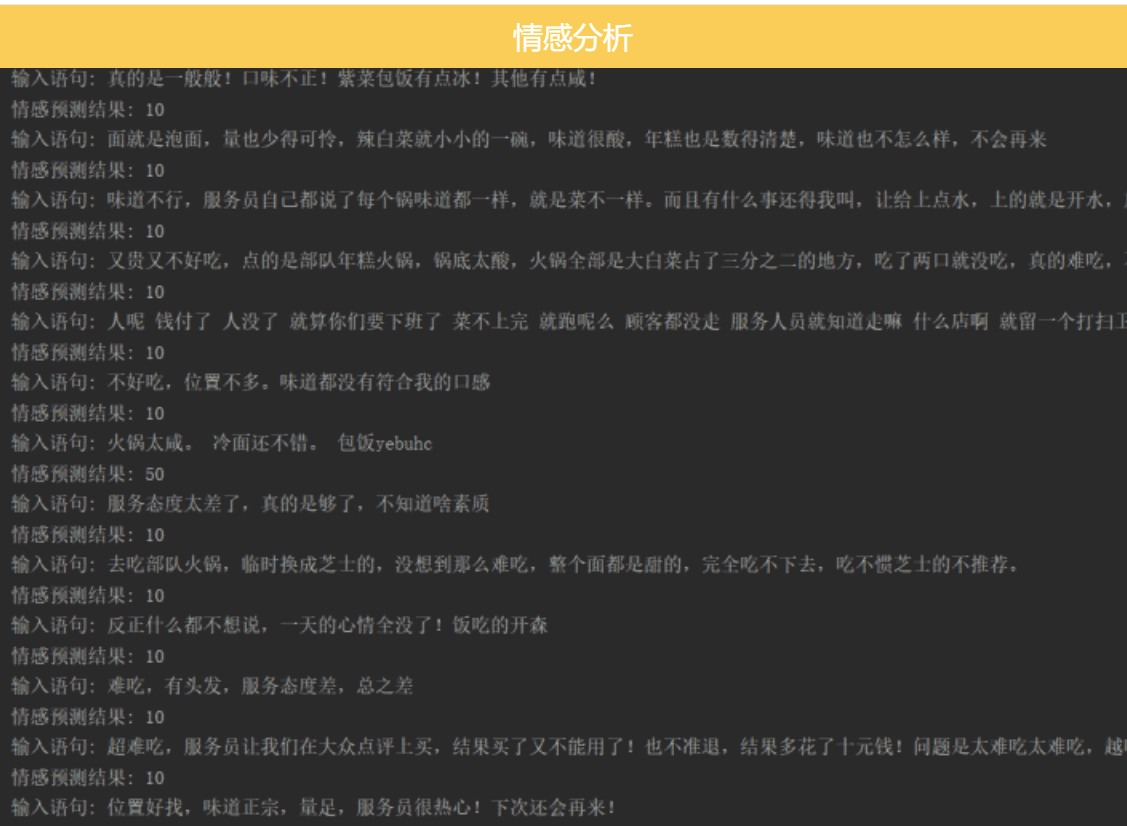 情感分析
输入语句: 真的是一般般！口味不正！紫菜包饭有点冰！其他有点咸！
情感预测结果: 10
输入语句: 面就是泡面，量也少得可怜，辣白菜就小小的一碗，味道很酸，年糕也是数得清楚，味道也不怎么样，不会再来
情感预测结果: 10
输入语句: 味道不行，服务员自己都说了每个锅味道都一样，就是菜不一样。而且有什么事还得我叫，让给上点水，上的就是开水，
情感预测结果: 10
输入语句: 又贵又不好吃，点的是部队年糕火锅，锅底太酸，火锅全部是大白菜占了三分之二的地方，吃了两口就没吃，真的难吃，
情感预测结果: 10
输入语句: 人呢 钱付了 人没了 就算你们要下班了 菜不上完 就跑呢么 顾客都没走 服务人员就知道走嘛 什么店啊 就留一个打扫
情感预测结果: 10
输入语句: 不好吃，位置不多。味道都没有符合我的口感
情感预测结果: 10
输入语句: 火锅太咸。 冷面还不错。 包饭yebuhc
情感预测结果: 50
输入语句: 服务态度太差了，真的是够了，不知道啥素质
情感预测结果: 10
输入语句: 去吃部队火锅，临时换成芝士的，没想到那么难吃，整个面都是甜的，完全吃不下去，吃不惯芝士的不推荐。
情感预测结果: 10
输入语句: 反正什么都不想说，一天的心情全没了！饭吃的开森
情感预测结果: 10
输入语句: 难吃，有头发，服务态度差，总之差
情感预测结果: 10
输入语句: 超难吃，服务员让我们在大众点评上买，结果买了又不能用了！也不准退，结果多花了十元钱！问题是太难吃太难吃，越
情感预测结果: 10
输入语句: 位置好找，味道正宗，量足，服务员很热心！下次还会再来！